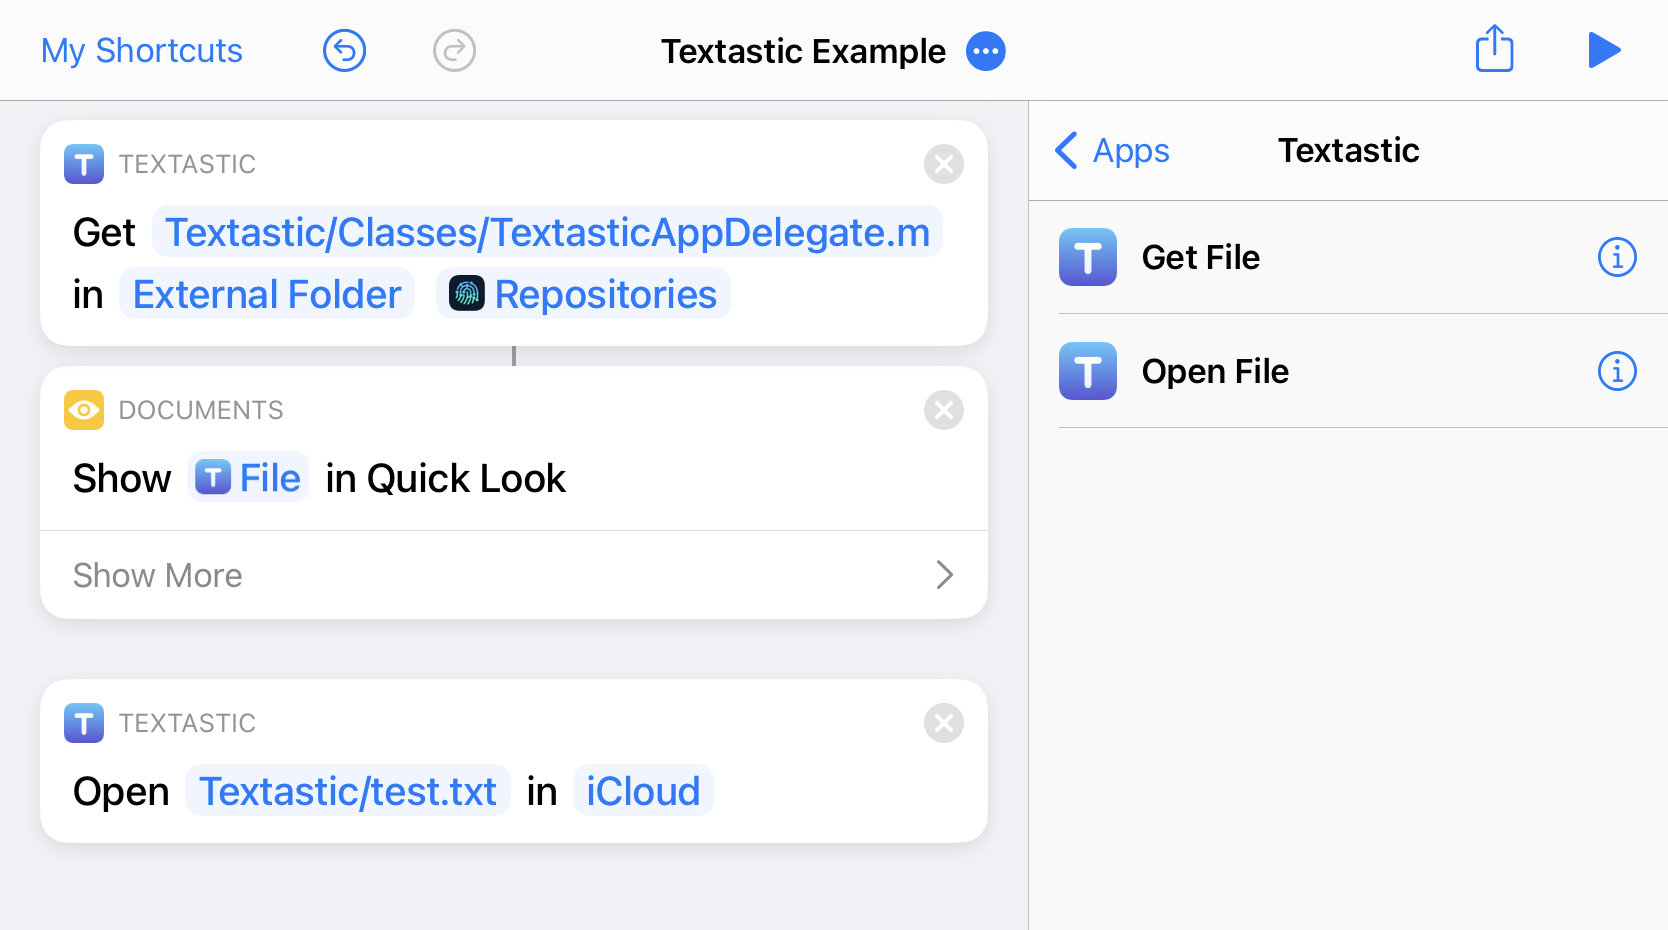 My Shortcuts
Textastic Example
TEXTASTIC
Get Textastic/Classes/TextasticAppDelegate.m
in External Folder Repositories
DOCUMENTS
Show File in Quick Look
Show More
TEXTASTIC
Open Textastic/test.txt in iCloud
Apps
Textastic
Get File
Open File